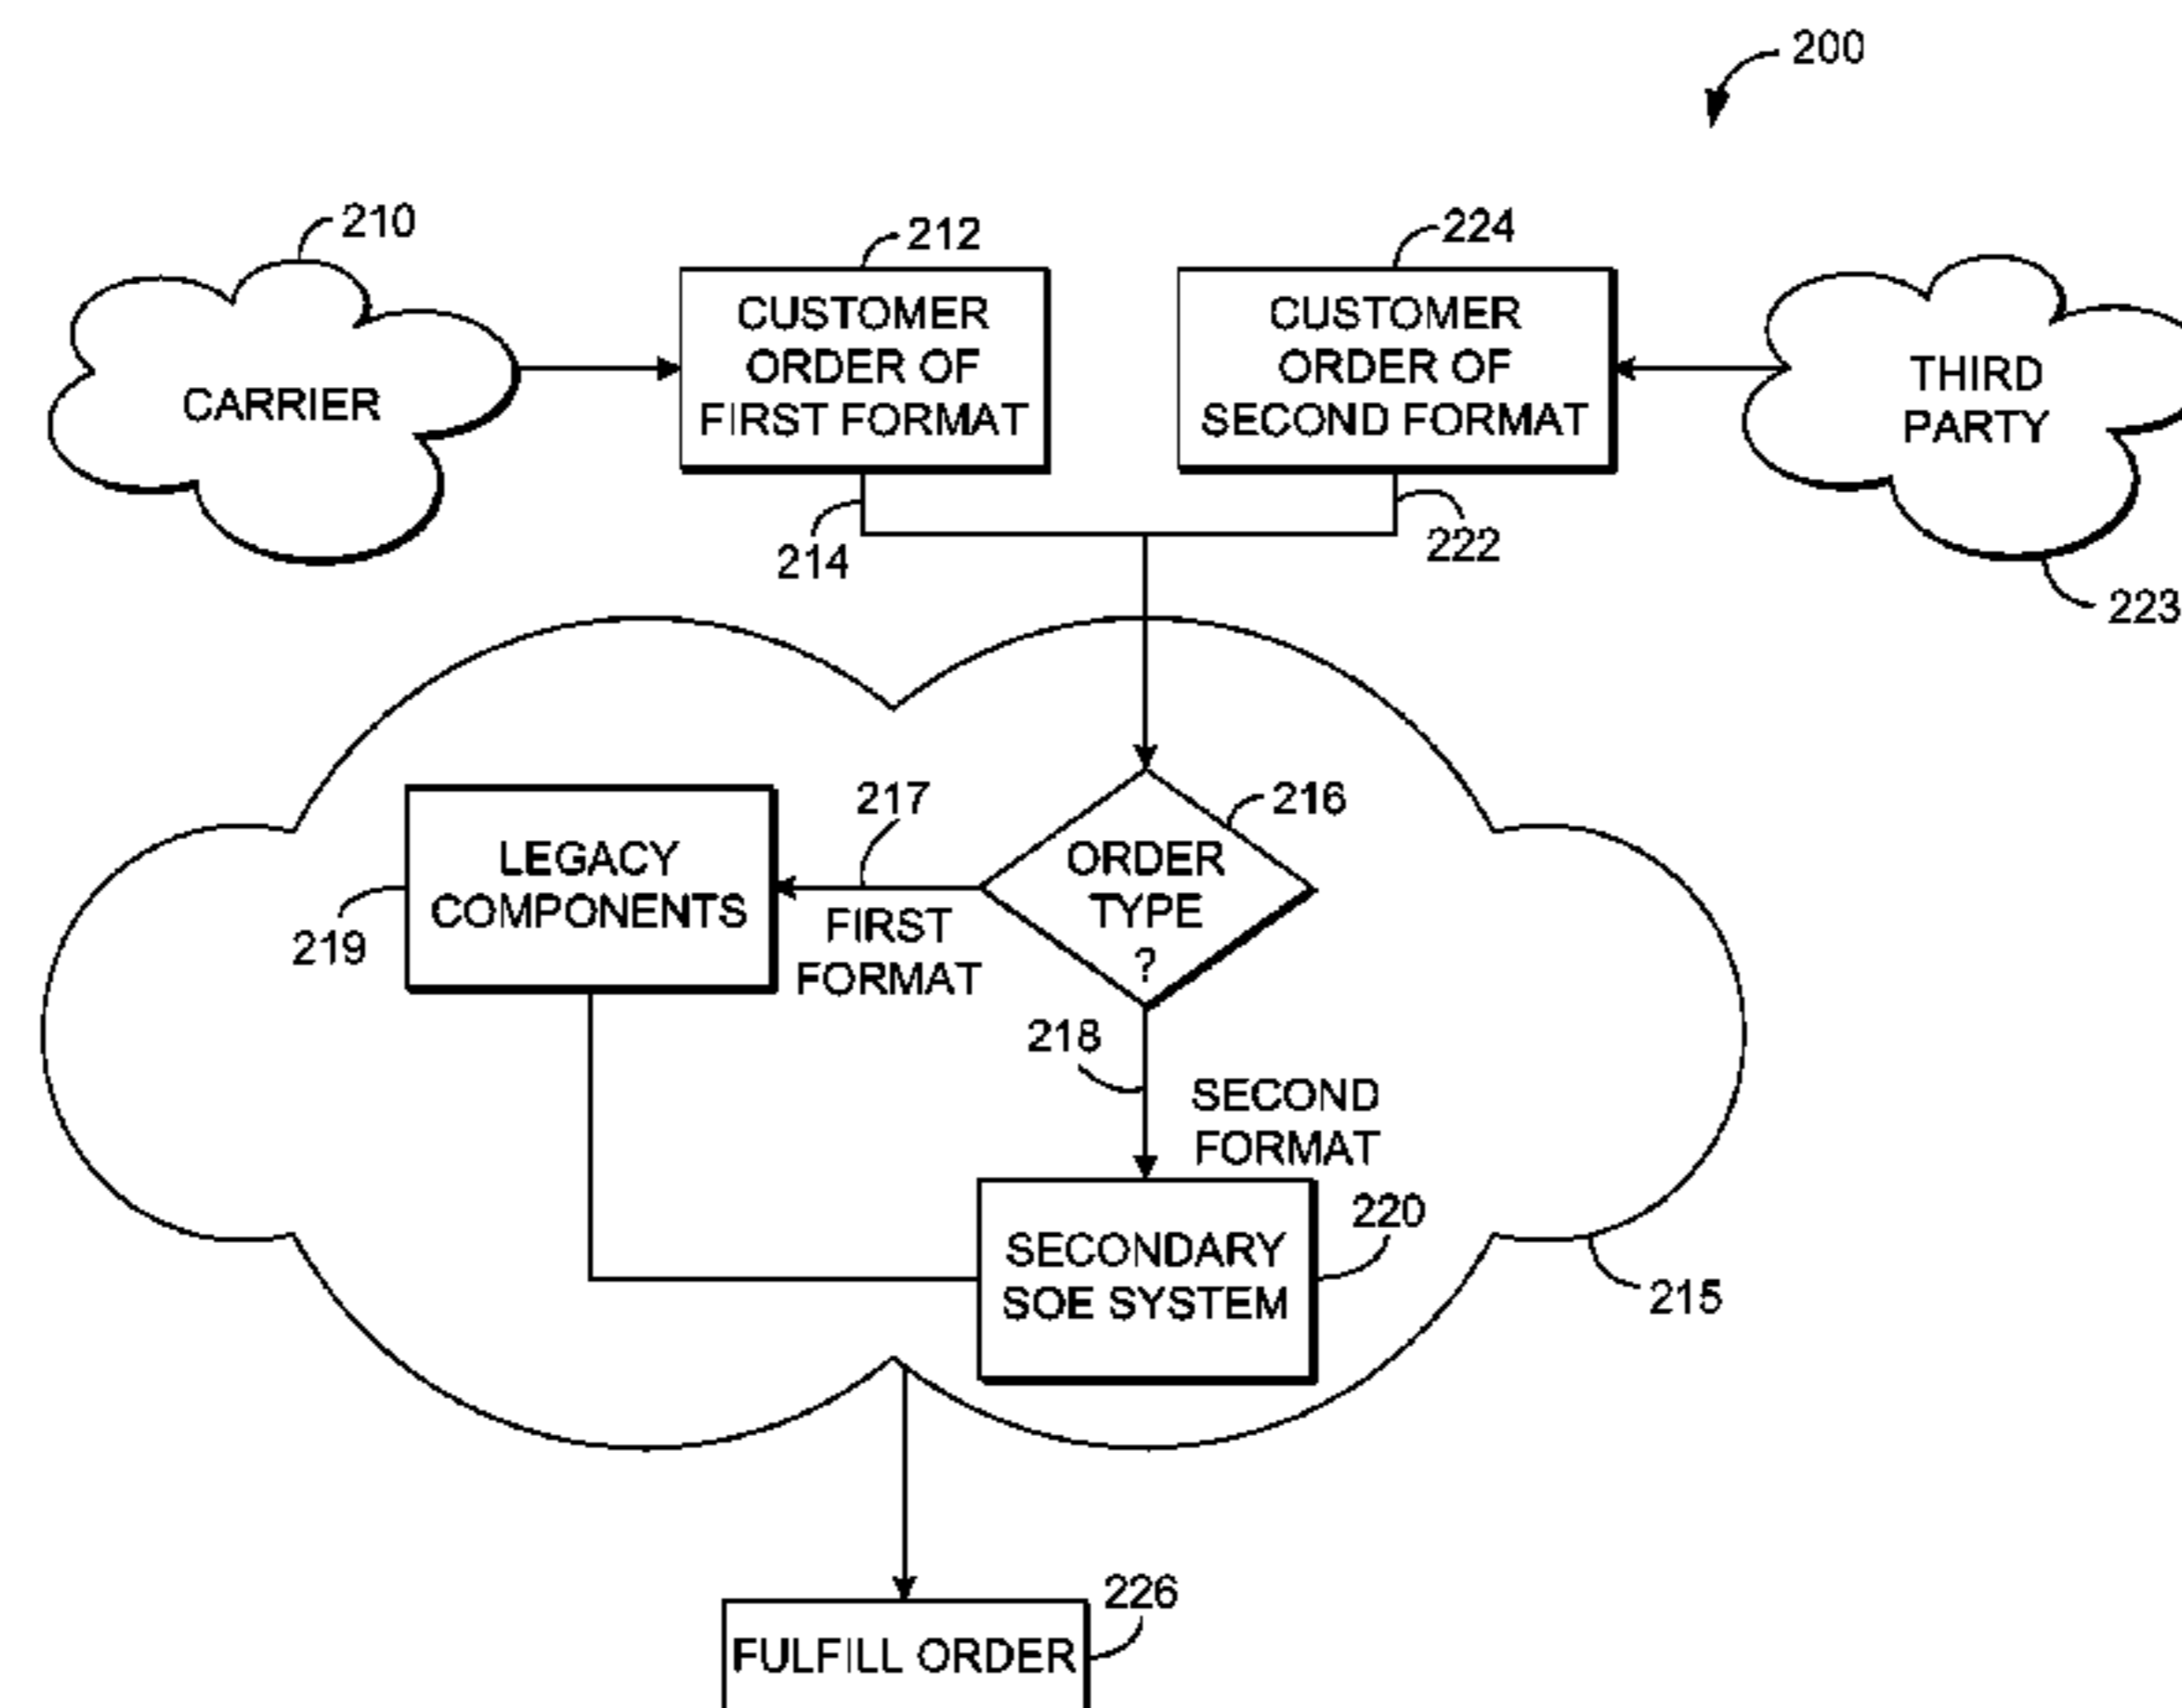 200
210
212
224
CARRIER
CUSTOMER
ORDER OF
FIRST FORMAT
CUSTOMER
ORDER OF
SECOND FORMAT
THIRD
PARTY
214
222
223
217
216
LEGACY
COMPONENTS
ORDER
TYPE
?
219
FIRST
FORMAT
218
SECOND
FORMAT
220
SECONDARY
SOE SYSTEM
215
226
FULFILL ORDER